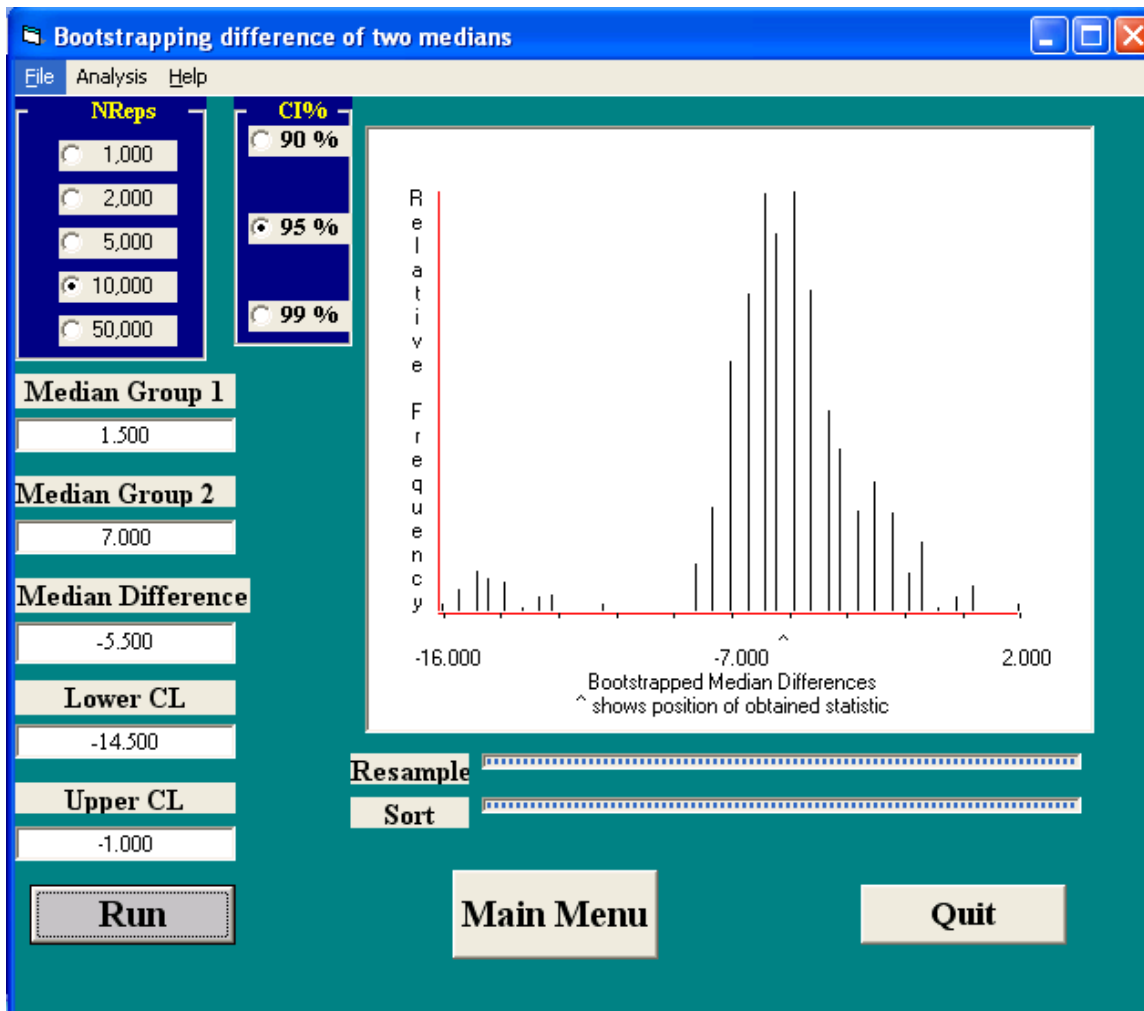 Bootstrapping difference of two medians
File Analysis Help
NReps
1,000
2,000
5,000
10,000
50,000
CI%
90 %
95 %
99 %
Median Group 1
1.500
Median Group 2
7.000
Median Difference
-5.500
Lower CL
-14.500
Upper CL
-1.000
Relative Frequency
^
-16.000 -7.000 2.000
Bootstrapped Median Differences
^ shows position of obtained statistic
Resample
Sort
Run
Main Menu
Quit